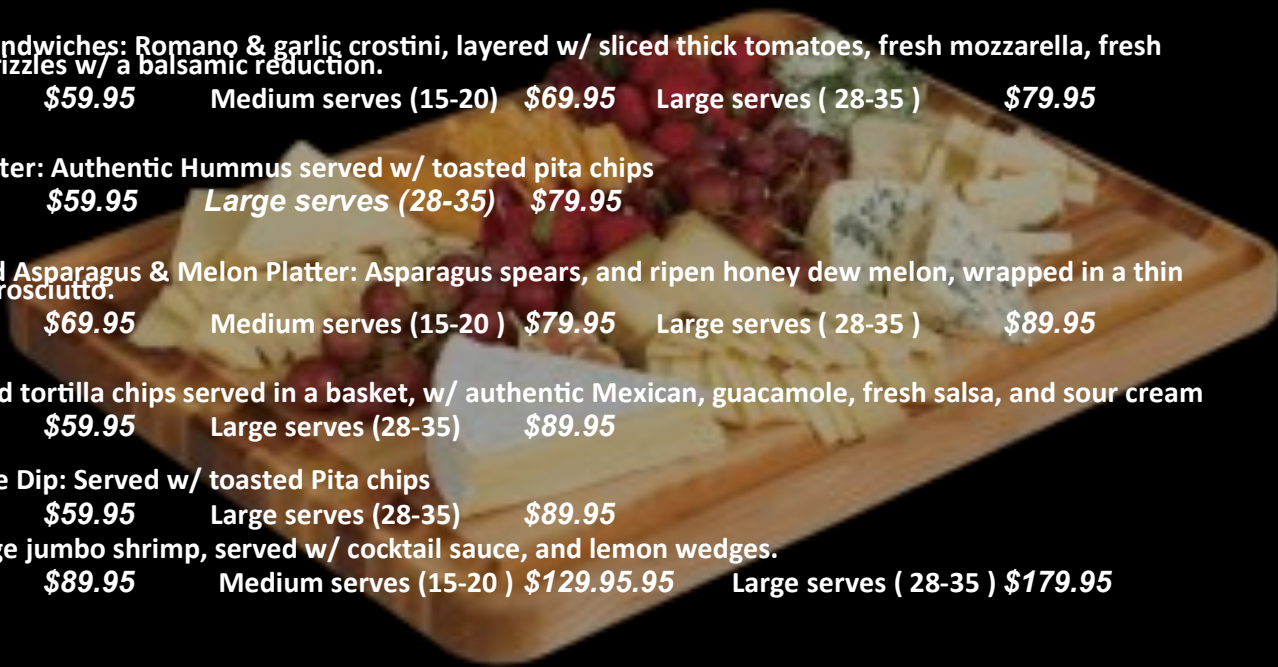 ndwiches: Romano & garlic crostini, layered w/ sliced thick tomatoes, fresh mozzarella, fresh
rizzles w/ a balsamic reduction.
$59.95 Medium serves (15-20) $69.95 Large serves ( 28-35 ) $79.95
ter: Authentic Hummus served w/ toasted pita chips
$59.95 Large serves (28-35) $79.95
d Asparagus & Melon Platter: Asparagus spears, and ripen honey dew melon, wrapped in a thin
rosciutto.
$69.95 Medium serves (15-20 ) $79.95 Large serves ( 28-35 ) $89.95
d tortilla chips served in a basket, w/ authentic Mexican, guacamole, fresh salsa, and sour cream
$59.95 Large serves (28-35) $89.95
e Dip: Served w/ toasted Pita chips
$59.95 Large serves (28-35) $89.95
ge jumbo shrimp, served w/ cocktail sauce, and lemon wedges.
$89.95 Medium serves (15-20 ) $129.95.95 Large serves ( 28-35 ) $179.95